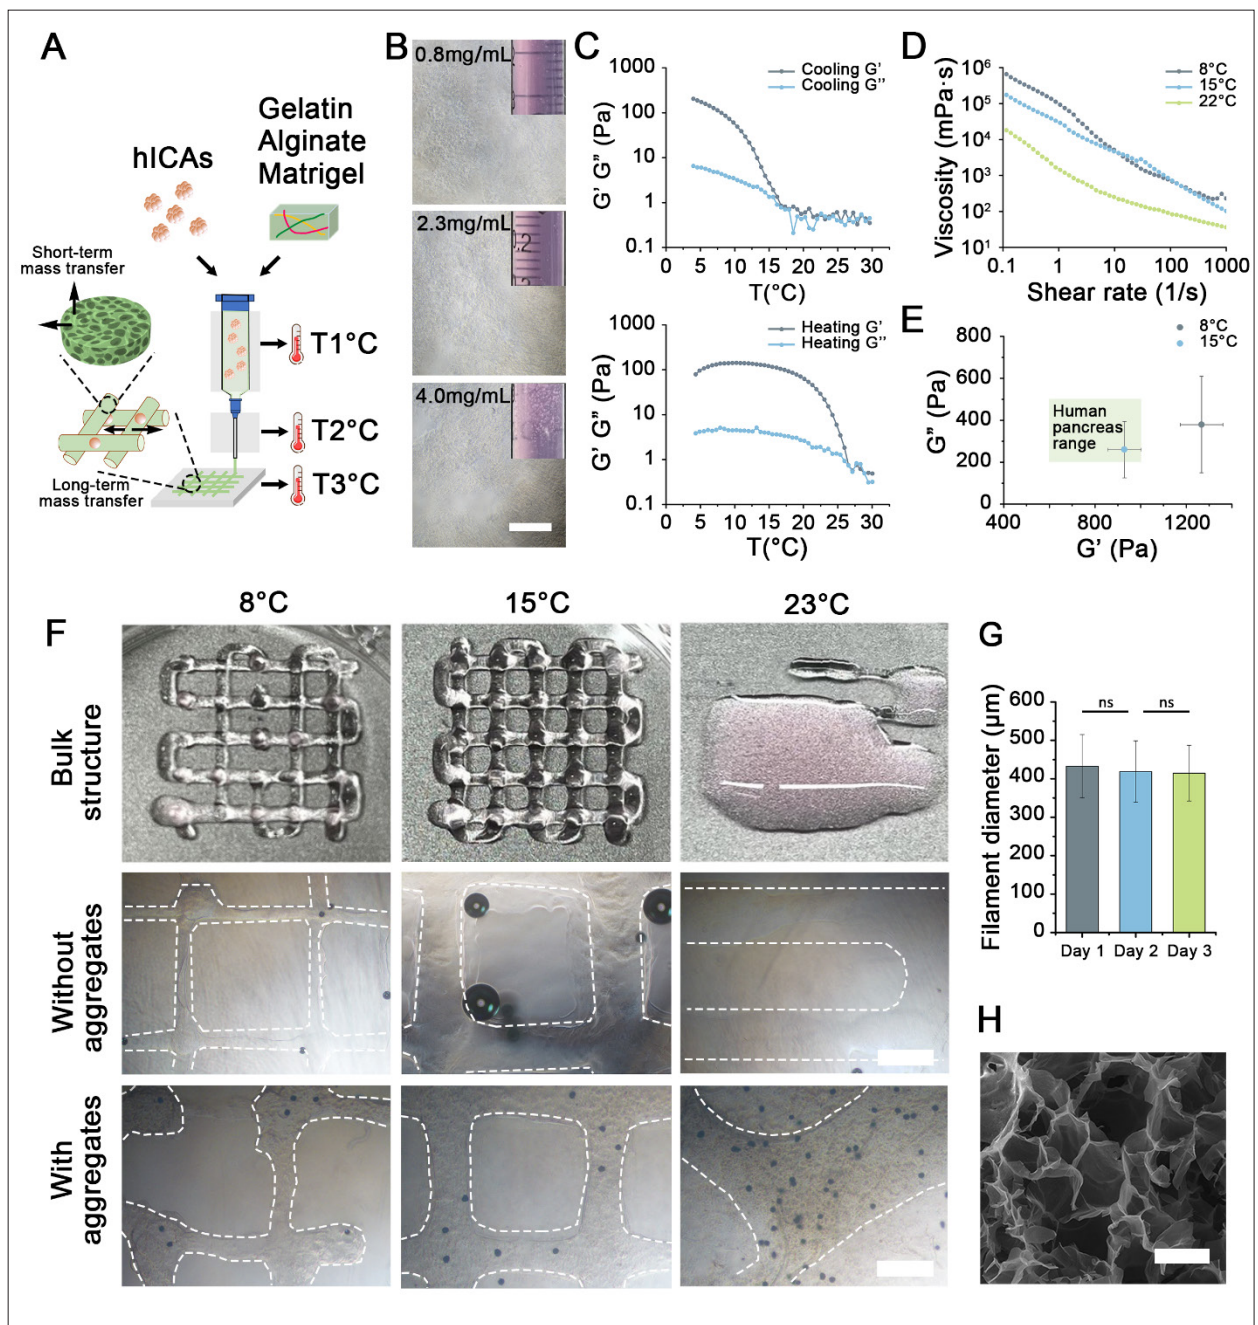 A
hICAs
Gelatin
Alginate
Matrigel
Short-term
mass transfer
T1°C
T2°C
T3°C
Long-term
mass transfer
B
0.8mg/mL
2.3mg/mL
4.0mg/mL
C
Cooling G'
Cooling G''
G' G'' (Pa)
1000
100
10
1
0.1
0 5 10 15 20 25 30
T(°C)
Heating G'
Heating G''
G' G'' (Pa)
1000
100
10
1
0.1
0 5 10 15 20 25 30
T(°C)
D
8°C
15°C
22°C
Viscosity (mPa·s)
10⁶
10⁵
10⁴
10³
10²
10¹
0.1 1 10 100 1000
Shear rate (1/s)
E
8°C
15°C
G'' (Pa)
800
600
400
200
0
Human
pancreas
range
400 800 1200
G' (Pa)
F
8°C 15°C 23°C
Bulk
structure
Without
aggregates
With
aggregates
G
Filament diameter (µm)
600
500
400
300
200
100
0
ns ns
Day 1 Day 2 Day 3
H